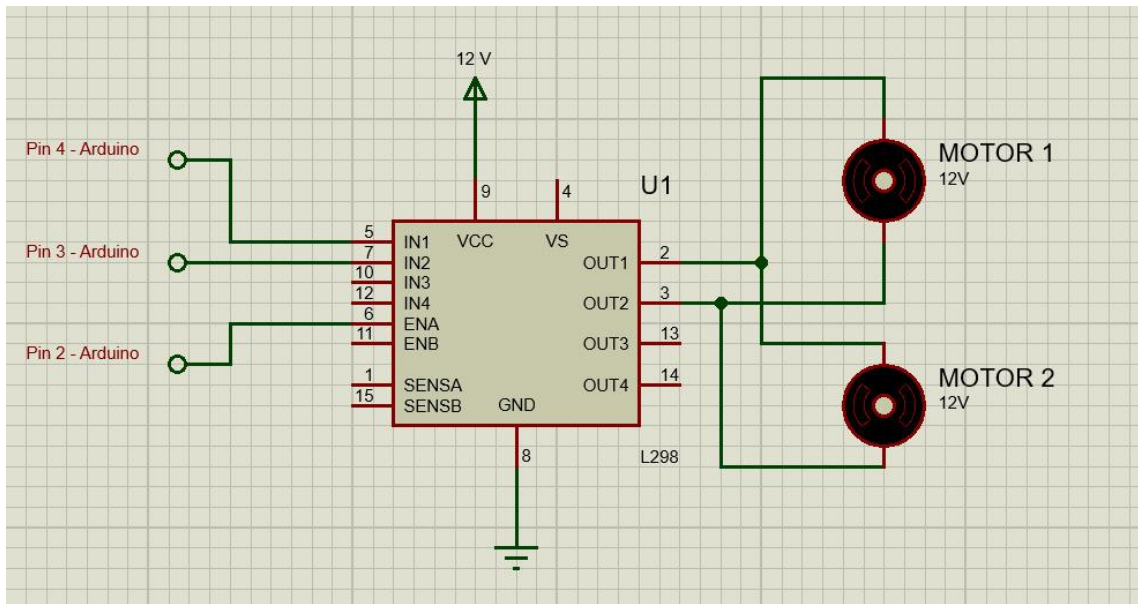 12 V
Pin 4 - Arduino
Pin 3 - Arduino
Pin 2 - Arduino
U1
9
4
VCC
VS
5
IN1
7
IN2
10
IN3
12
IN4
6
ENA
11
ENB
1
SENSA
15
SENSB
GND
8
OUT1
2
OUT2
3
OUT3
13
OUT4
14
L298
MOTOR 1
12V
MOTOR 2
12V